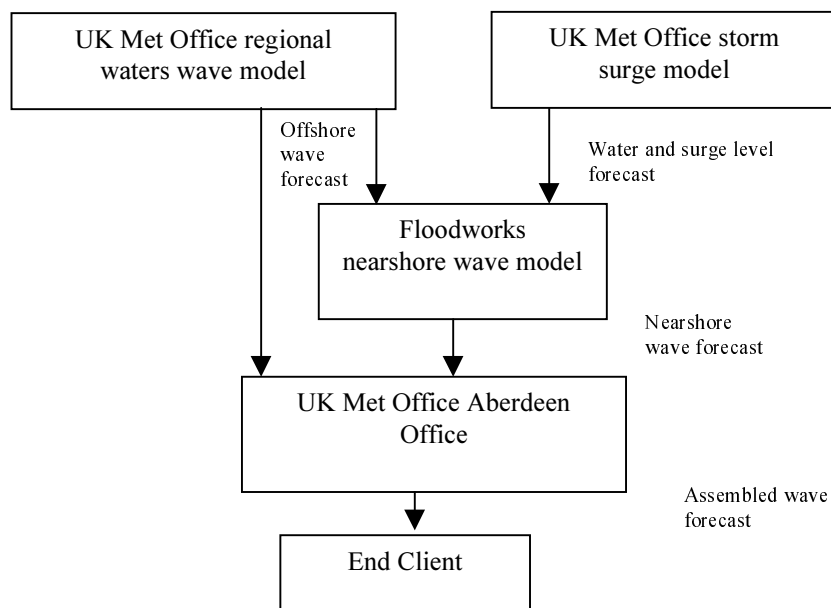 UK Met Office regional
waters wave model
UK Met Office storm
surge model
Offshore
wave
forecast
Water and surge level
forecast
Floodworks
nearshore wave model
Nearshore
wave forecast
UK Met Office Aberdeen
Office
Assembled wave
forecast
End Client